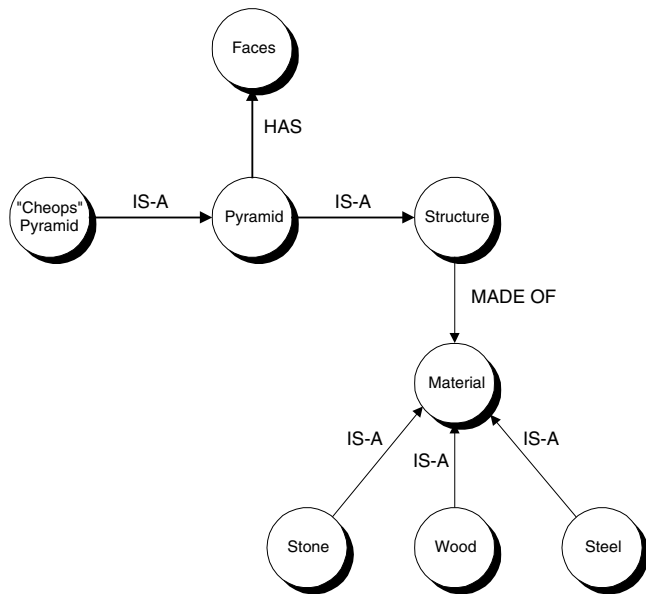 Faces
HAS
"Cheops"
Pyramid
IS-A
Pyramid
IS-A
Structure
MADE OF
Material
IS-A
IS-A
IS-A
Stone
Wood
Steel